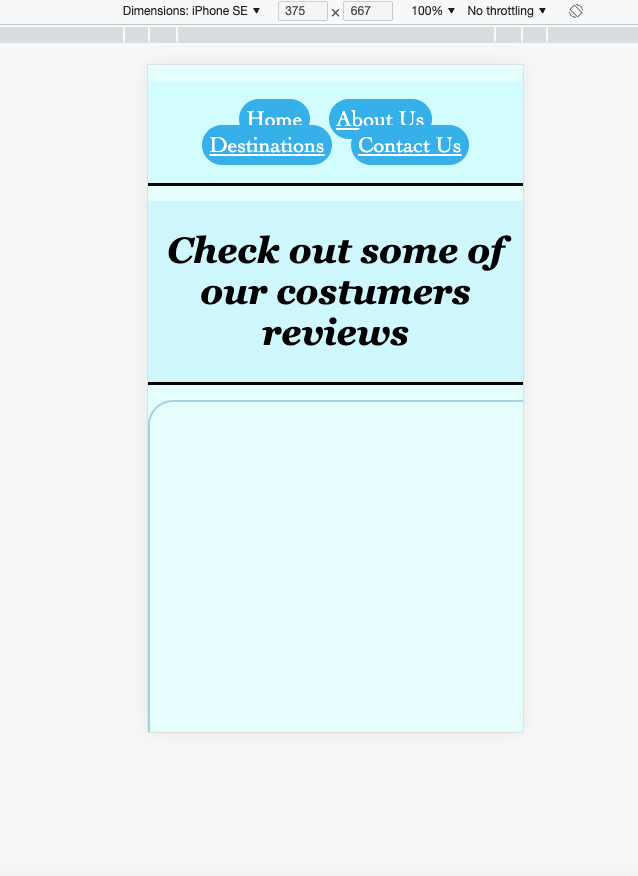 Dimensions: iPhone SE ▼ 375 × 667 100% ▼ No throttling ▼
Home About Us
Destinations Contact Us
Check out some of
our costumers
reviews